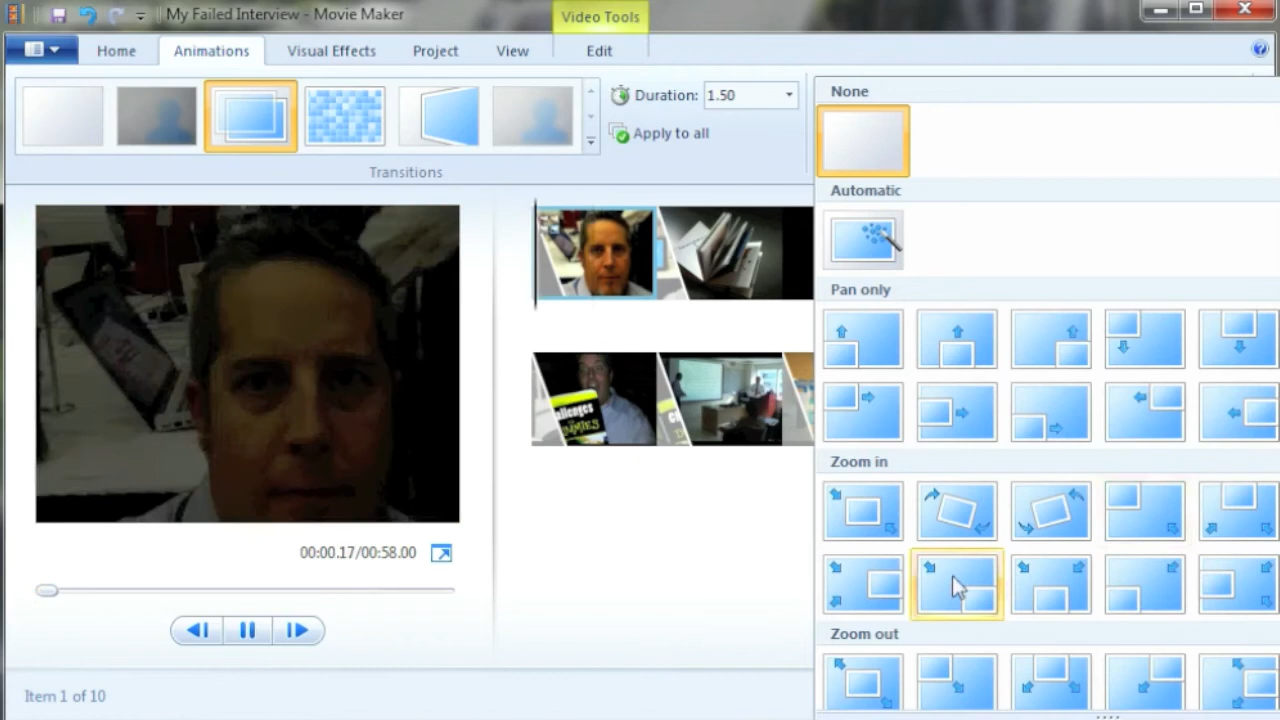 My Failed Interview - Movie Maker
Video Tools
Home
Animations
Visual Effects
Project
View
Edit
Duration: 1.50
Apply to all
Transitions
None
Automatic
Pan only
Zoom in
Zoom out
00:00.17/00:58.00
Item 1 of 10